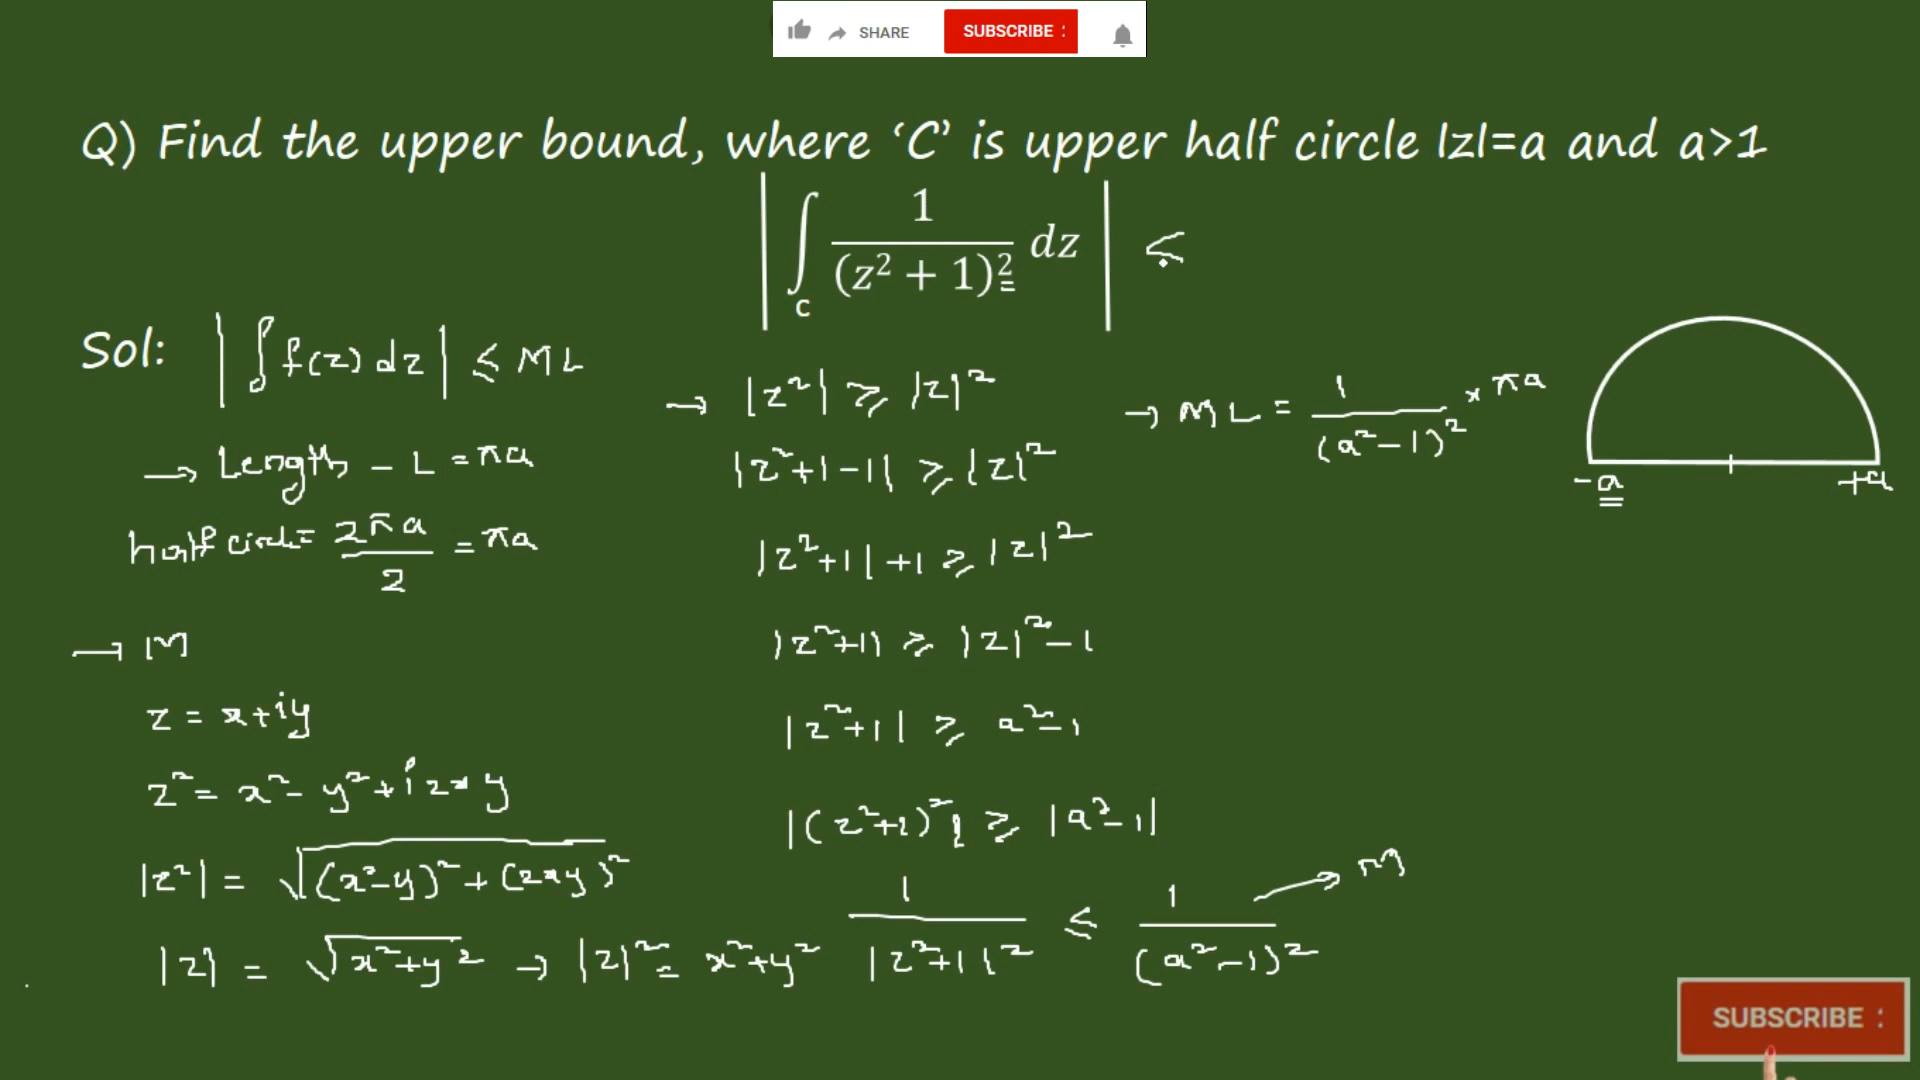 SHARE SUBSCRIBE
Q) Find the upper bound, where ‘C’ is upper half circle |z|=a and a>1
| ∫_C 1/(z² + 1)² dz | ≤
Sol: | ∫ f(z) dz | ≤ ML
→ Length - L = πa
half circle = 2πa/2 = πa
→ M
z = x+iy
z² = x² - y² + i2xy
|z²| = √((x²-y)² + (2xy)²)
|z| = √(x²+y²) → |z|² = x²+y²
→ |z²| ≥ |z|²
|z²+1-1| ≥ |z|²
|z²+1| +1 ≥ |z|²
|z²+1| ≥ |z|² - 1
|z²+1| ≥ a²-1
|(z²+1)²| ≥ |a²-1|
1/|z²+1|² ≤ 1/(a²-1)² → M
→ ML = 1/(a²-1)² × πa
-a +a
SUBSCRIBE